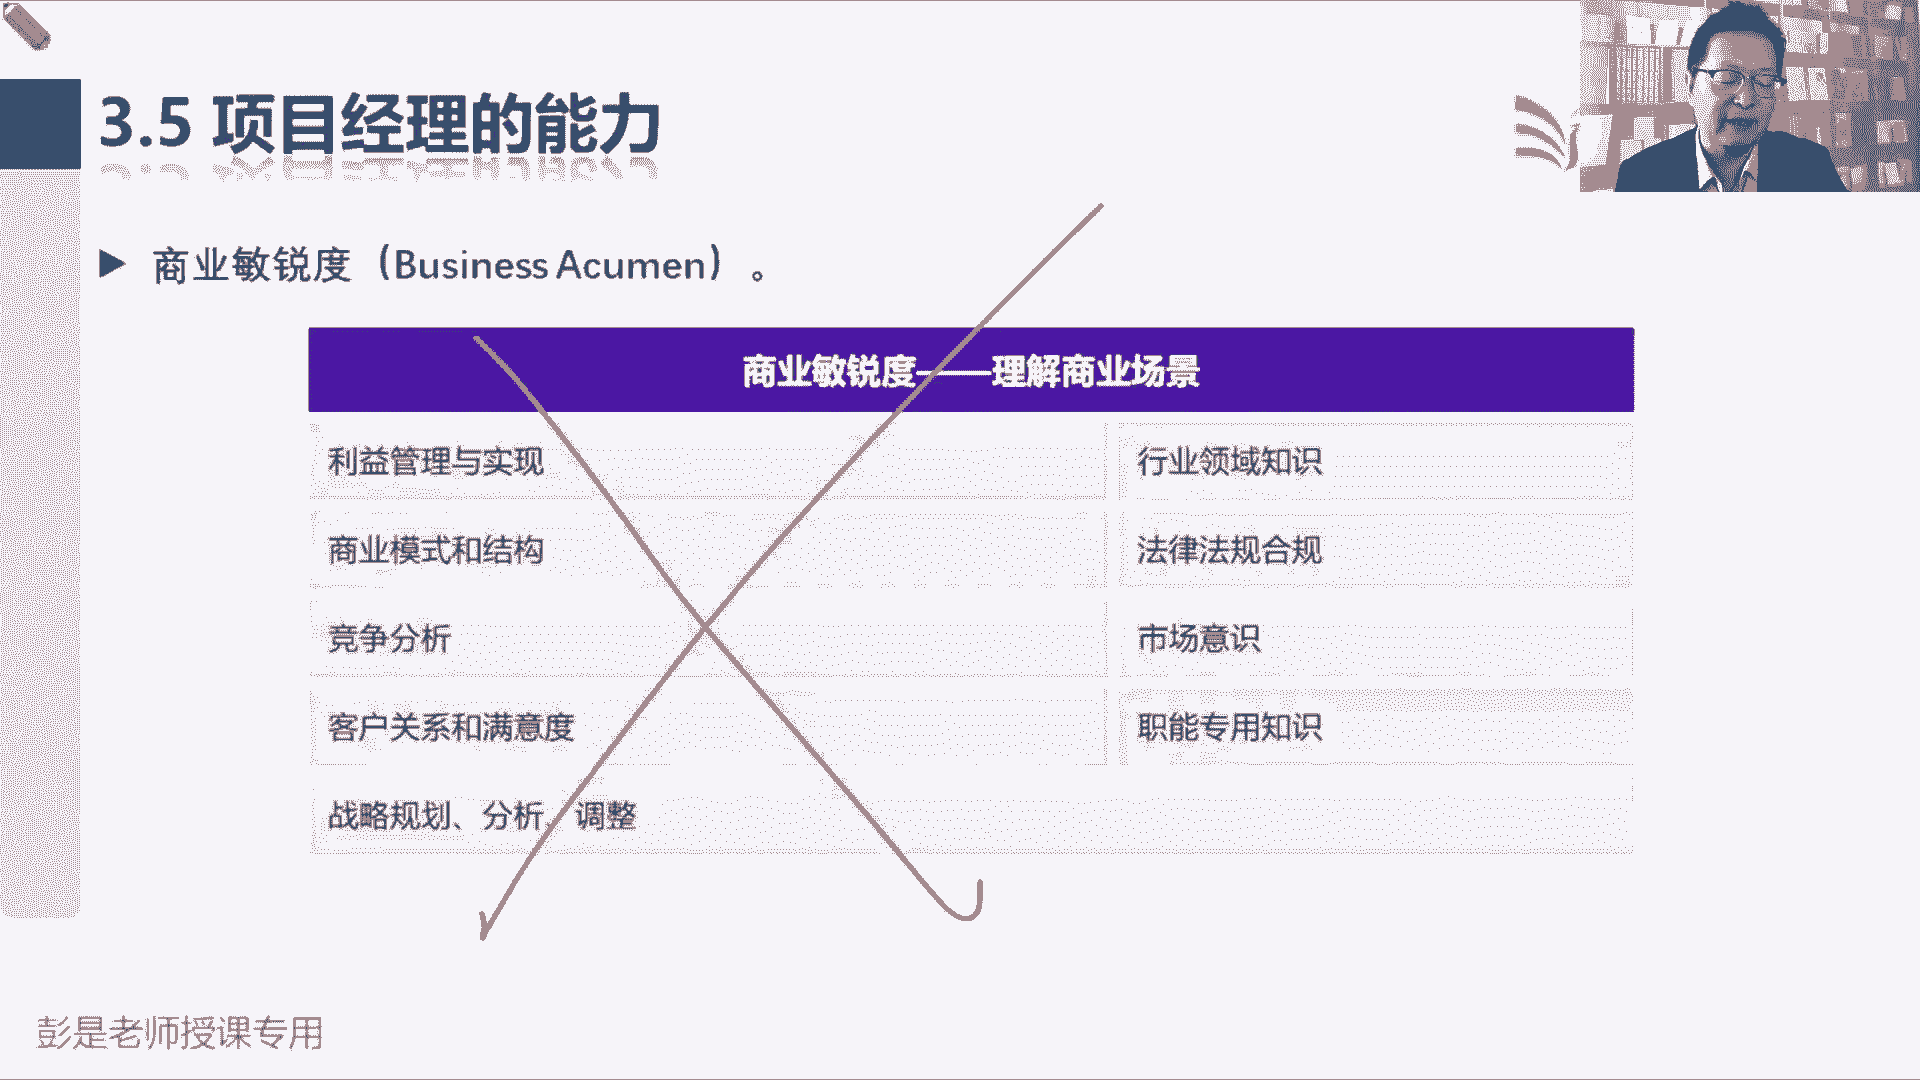 3.5 项目经理的能力
商业敏锐度（Business Acumen）。
商业敏锐度——理解商业场景
利益管理与实现 行业领域知识
商业模式和结构 法律法规合规
竞争分析 市场意识
客户关系和满意度 职能专用知识
战略规划、分析、调整
彭是老师授课专用